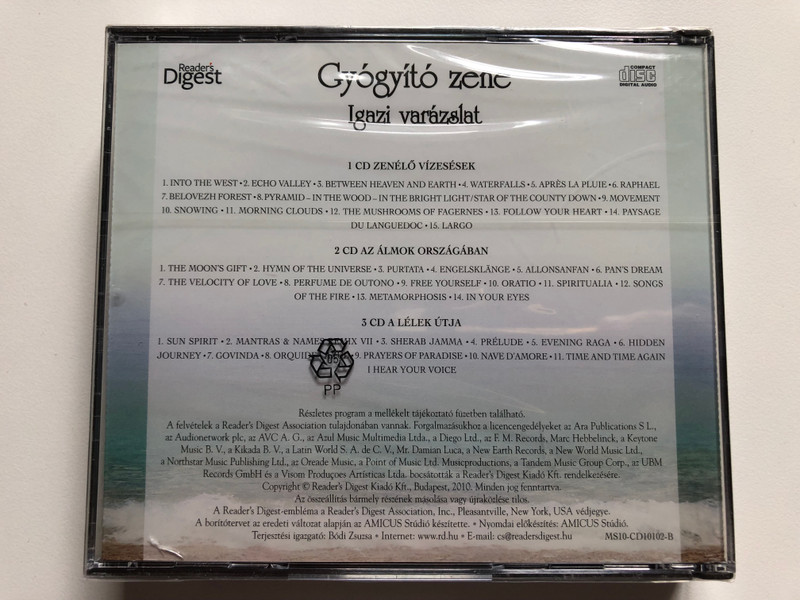 Reader's
Digest
Gyógyító zene
COMPACT
disc
DIGITAL AUDIO
Igazi varázslat
1 CD ZENÉLŐ VÍZESÉSEK
1. INTO THE WEST • 2. ECHO VALLEY • 3. BETWEEN HEAVEN AND EARTH • 4. WATERFALLS • 5. APRÈS LA PLUIE • 6. RAPHAEL
7. BELOVEZH FOREST • 8. PYRAMID – IN THE WOOD – IN THE BRIGHT LIGHT/STAR OF THE COUNTY DOWN • 9. MOVEMENT
10. SNOWING • 11. MORNING CLOUDS • 12. THE MUSHROOMS OF FAGERNES • 13. FOLLOW YOUR HEART • 14. PAYSAGE
DU LANGUEDOC • 15. LARGO
2 CD AZ ÁLMOK ORSZÁGÁBAN
1. THE MOON'S GIFT • 2. HYMN OF THE UNIVERSE • 3. PURTATA • 4. ENGELSKLÄNGE • 5. ALLONSANFAN • 6. PAN'S DREAM
7. THE VELOCITY OF LOVE • 8. PERFUME DE OUTONO • 9. FREE YOURSELF • 10. ORATIO • 11. SPIRITUALIA • 12. SONGS
OF THE FIRE • 13. METAMORPHOSIS • 14. IN YOUR EYES
3 CD A LÉLEK ÚTJA
1. SUN SPIRIT • 2. MANTRAS & NAMES REMIX VII • 3. SHERAB JAMMA • 4. PRÉLUDE • 5. EVENING RAGA • 6. HIDDEN
JOURNEY • 7. GOVINDA • 8. • 9. PRAYERS OF PARADISE • 10. NAVE D'AMORE • 11. TIME AND TIME AGAIN
I HEAR YOUR VOICE
05
PP
Részletes program a mellékelt tájékoztató füzetben található.
A felvételek a Reader's Digest Association tulajdonában vannak. Forgalmazásukhoz a licencengedélyeket az Ara Publications S L.,
az Audionetwork plc, az AVC A. G., az Azul Music Multimedia Ltda., a Diego Ltd., az F. M. Records, Marc Hebbelinck, a Keytone
Music B. V., a Kikada B. V., a Latin World S. A. de C. V., Mr. Damian Luca, a New Earth Records, a New World Music Ltd.,
a Northstar Music Publishing Ltd., az Oreade Music, a Point of Music Ltd. Musicproductions, a Tandem Music Group Corp., az UBM
Records GmbH és a Visom Produçoes Artísticas Ltda. bocsátották a Reader's Digest Kiadó Kft. rendelkezésére.
Copyright © Reader's Digest Kiadó Kft., Budapest, 2010. Minden jog fenntartva.
Az összeállítás bármely részének másolása vagy újraközlése tilos.
A Reader's Digest-embléma a Reader's Digest Association, Inc., Pleasantville, New York, USA védjegye.
A borítótervet az eredeti változat alapján az AMICUS Stúdió készítette. • Nyomdai előkészítés: AMICUS Stúdió.
Terjesztési igazgató: Bódi Zsuzsa • Internet: www.rd.hu • E-mail: cs@readersdigest.hu
MS10-CD10102-B